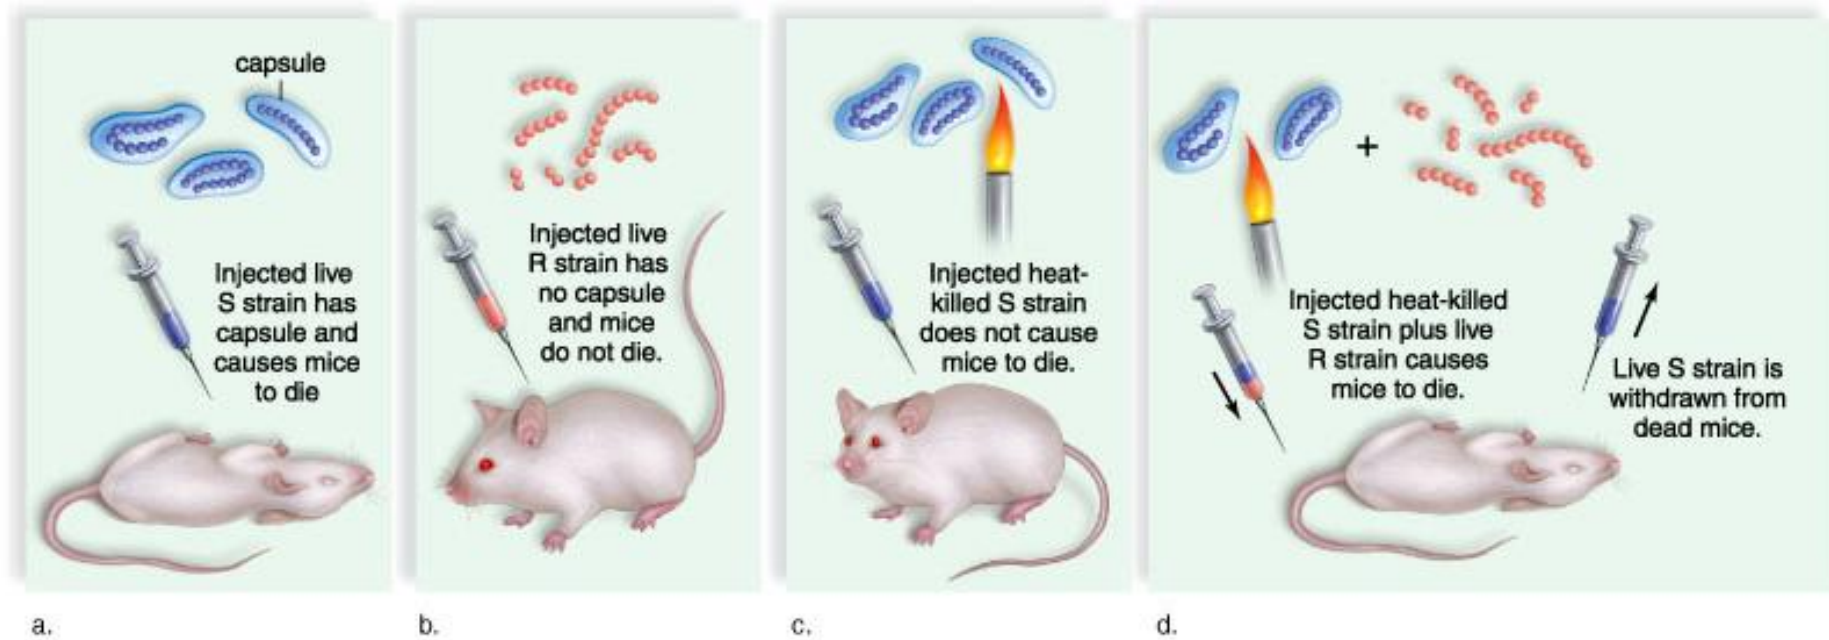 capsule
Injected live
S strain has
capsule and
causes mice
to die
Injected live
R strain has
no capsule
and mice
do not die.
Injected heat-
killed S strain
does not cause
mice to die.
+
Injected heat-killed
S strain plus live
R strain causes
mice to die.
Live S strain is
withdrawn from
dead mice.
a.
b.
c.
d.